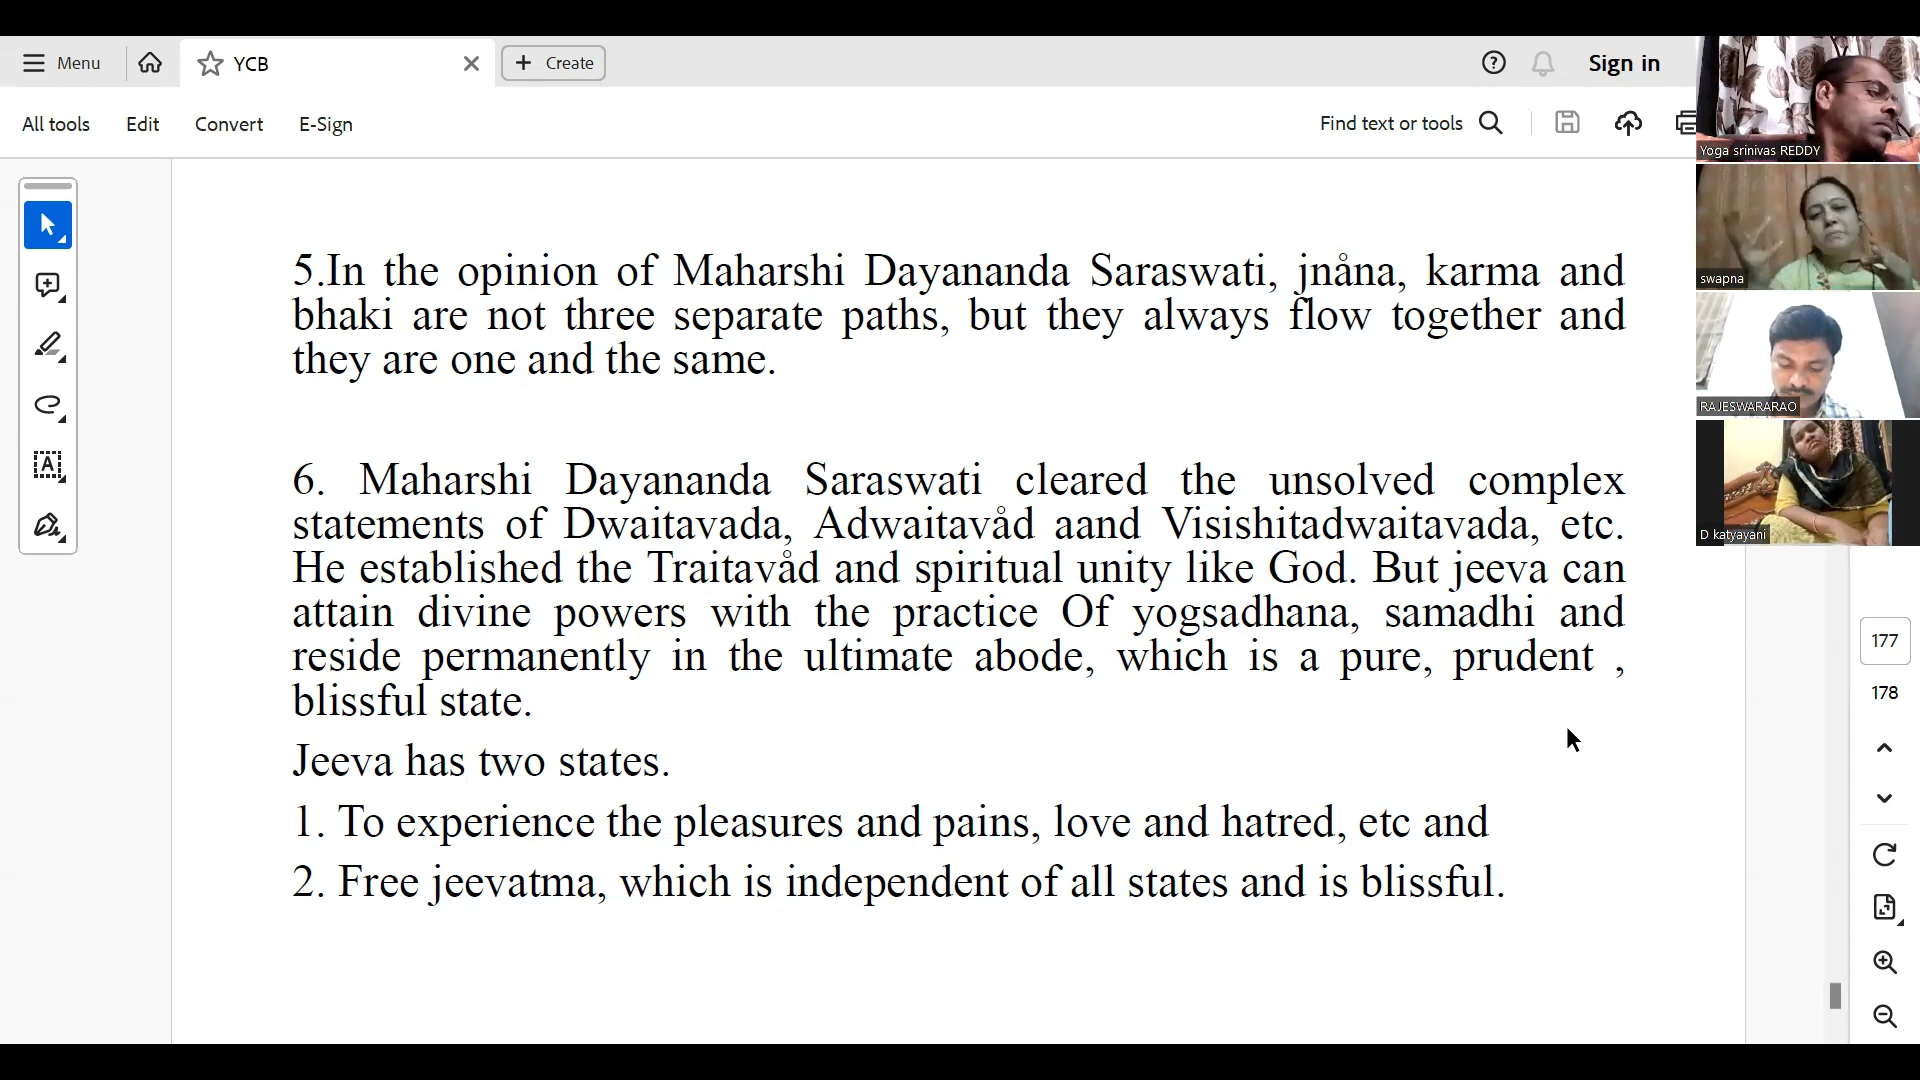 Menu
YCB
Create
Sign in
All tools
Edit
Convert
E-Sign
Find text or tools
Yoga srinivas REDDY
swapna
RAJESWARARAO
D katyayani
5.In the opinion of Maharshi Dayananda Saraswati, jnåna, karma and
bhaki are not three separate paths, but they always flow together and
they are one and the same.
6. Maharshi Dayananda Saraswati cleared the unsolved complex
statements of Dwaitavada, Adwaitavåd aand Visishitadwaitavada, etc.
He established the Traitavåd and spiritual unity like God. But jeeva can
attain divine powers with the practice Of yogsadhana, samadhi and
reside permanently in the ultimate abode, which is a pure, prudent ,
blissful state.
Jeeva has two states.
1. To experience the pleasures and pains, love and hatred, etc and
2. Free jeevatma, which is independent of all states and is blissful.
177
178